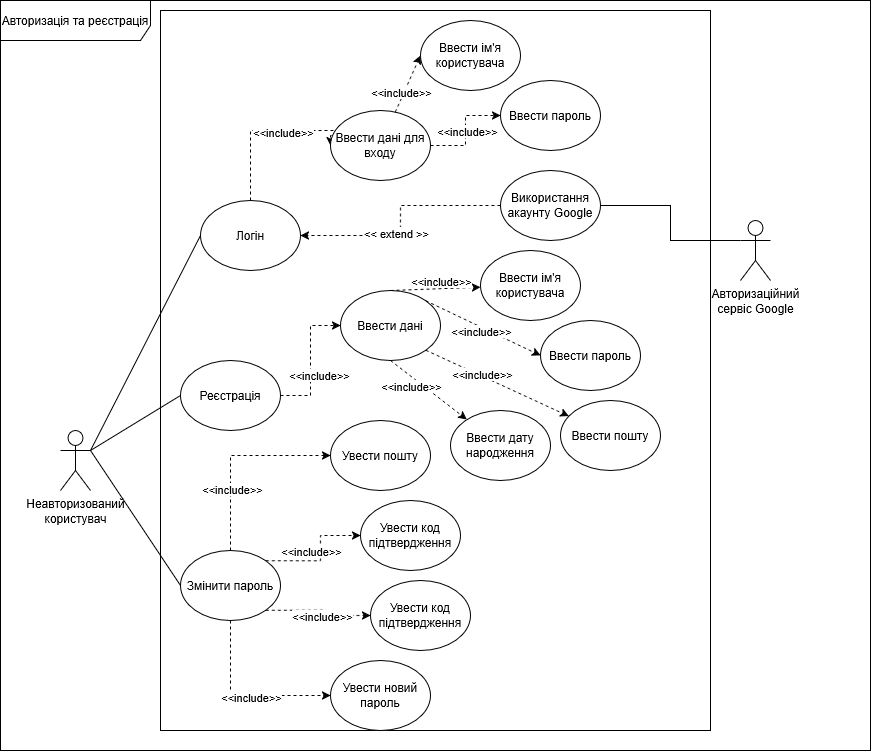 Авторизація та реєстрація
Ввести ім'я
користувача
<<include>>
Ввести пароль
<<include>>
<<include>>
Ввести дані для
входу
Використання
акаунту Google
Логін
<< extend >>
Авторизаційний
сервіс Google
<<include>>
Ввести ім'я
користувача
Ввести дані
<<include>>
Ввести пароль
<<include>>
<<include>>
<<include>>
Реєстрація
Ввести дату
народження
Ввести пошту
Неавторизований
користувач
Увести пошту
<<include>>
Увести код
підтвердження
<<include>>
Змінити пароль
Увести код
підтвердження
<<include>>
Увести новий
пароль
<<include>>